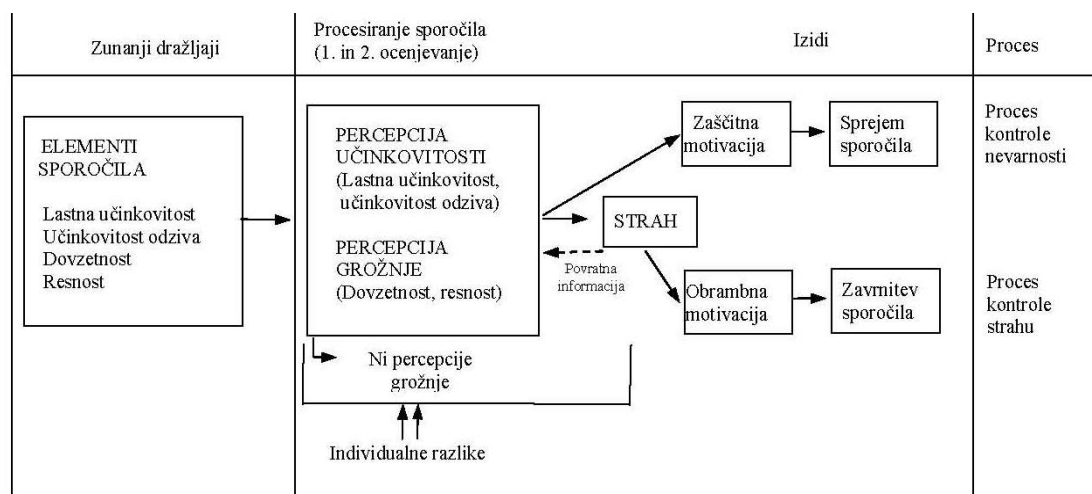 Zunanji dražljaji
Procesiranje sporočila
(1. in 2. ocenjevanje)
Izidi
Proces
ELEMENTI
SPOROČILA
Lastna učinkovitost
Učinkovitost odziva
Dovzetnost
Resnost
PERCEPCIJA
UČINKOVITOSTI
(Lastna učinkovitost,
učinkovitost odziva)
PERCEPCIJA
GROŽNJE
(Dovzetnost, resnost)
Ni percepcije
grožnje
Individualne razlike
STRAH
Povratna
informacija
Zaščitna
motivacija
Sprejem
sporočila
Obrambna
motivacija
Zavrnitev
sporočila
Proces
kontrole
nevarnosti
Proces
kontrole
strahu